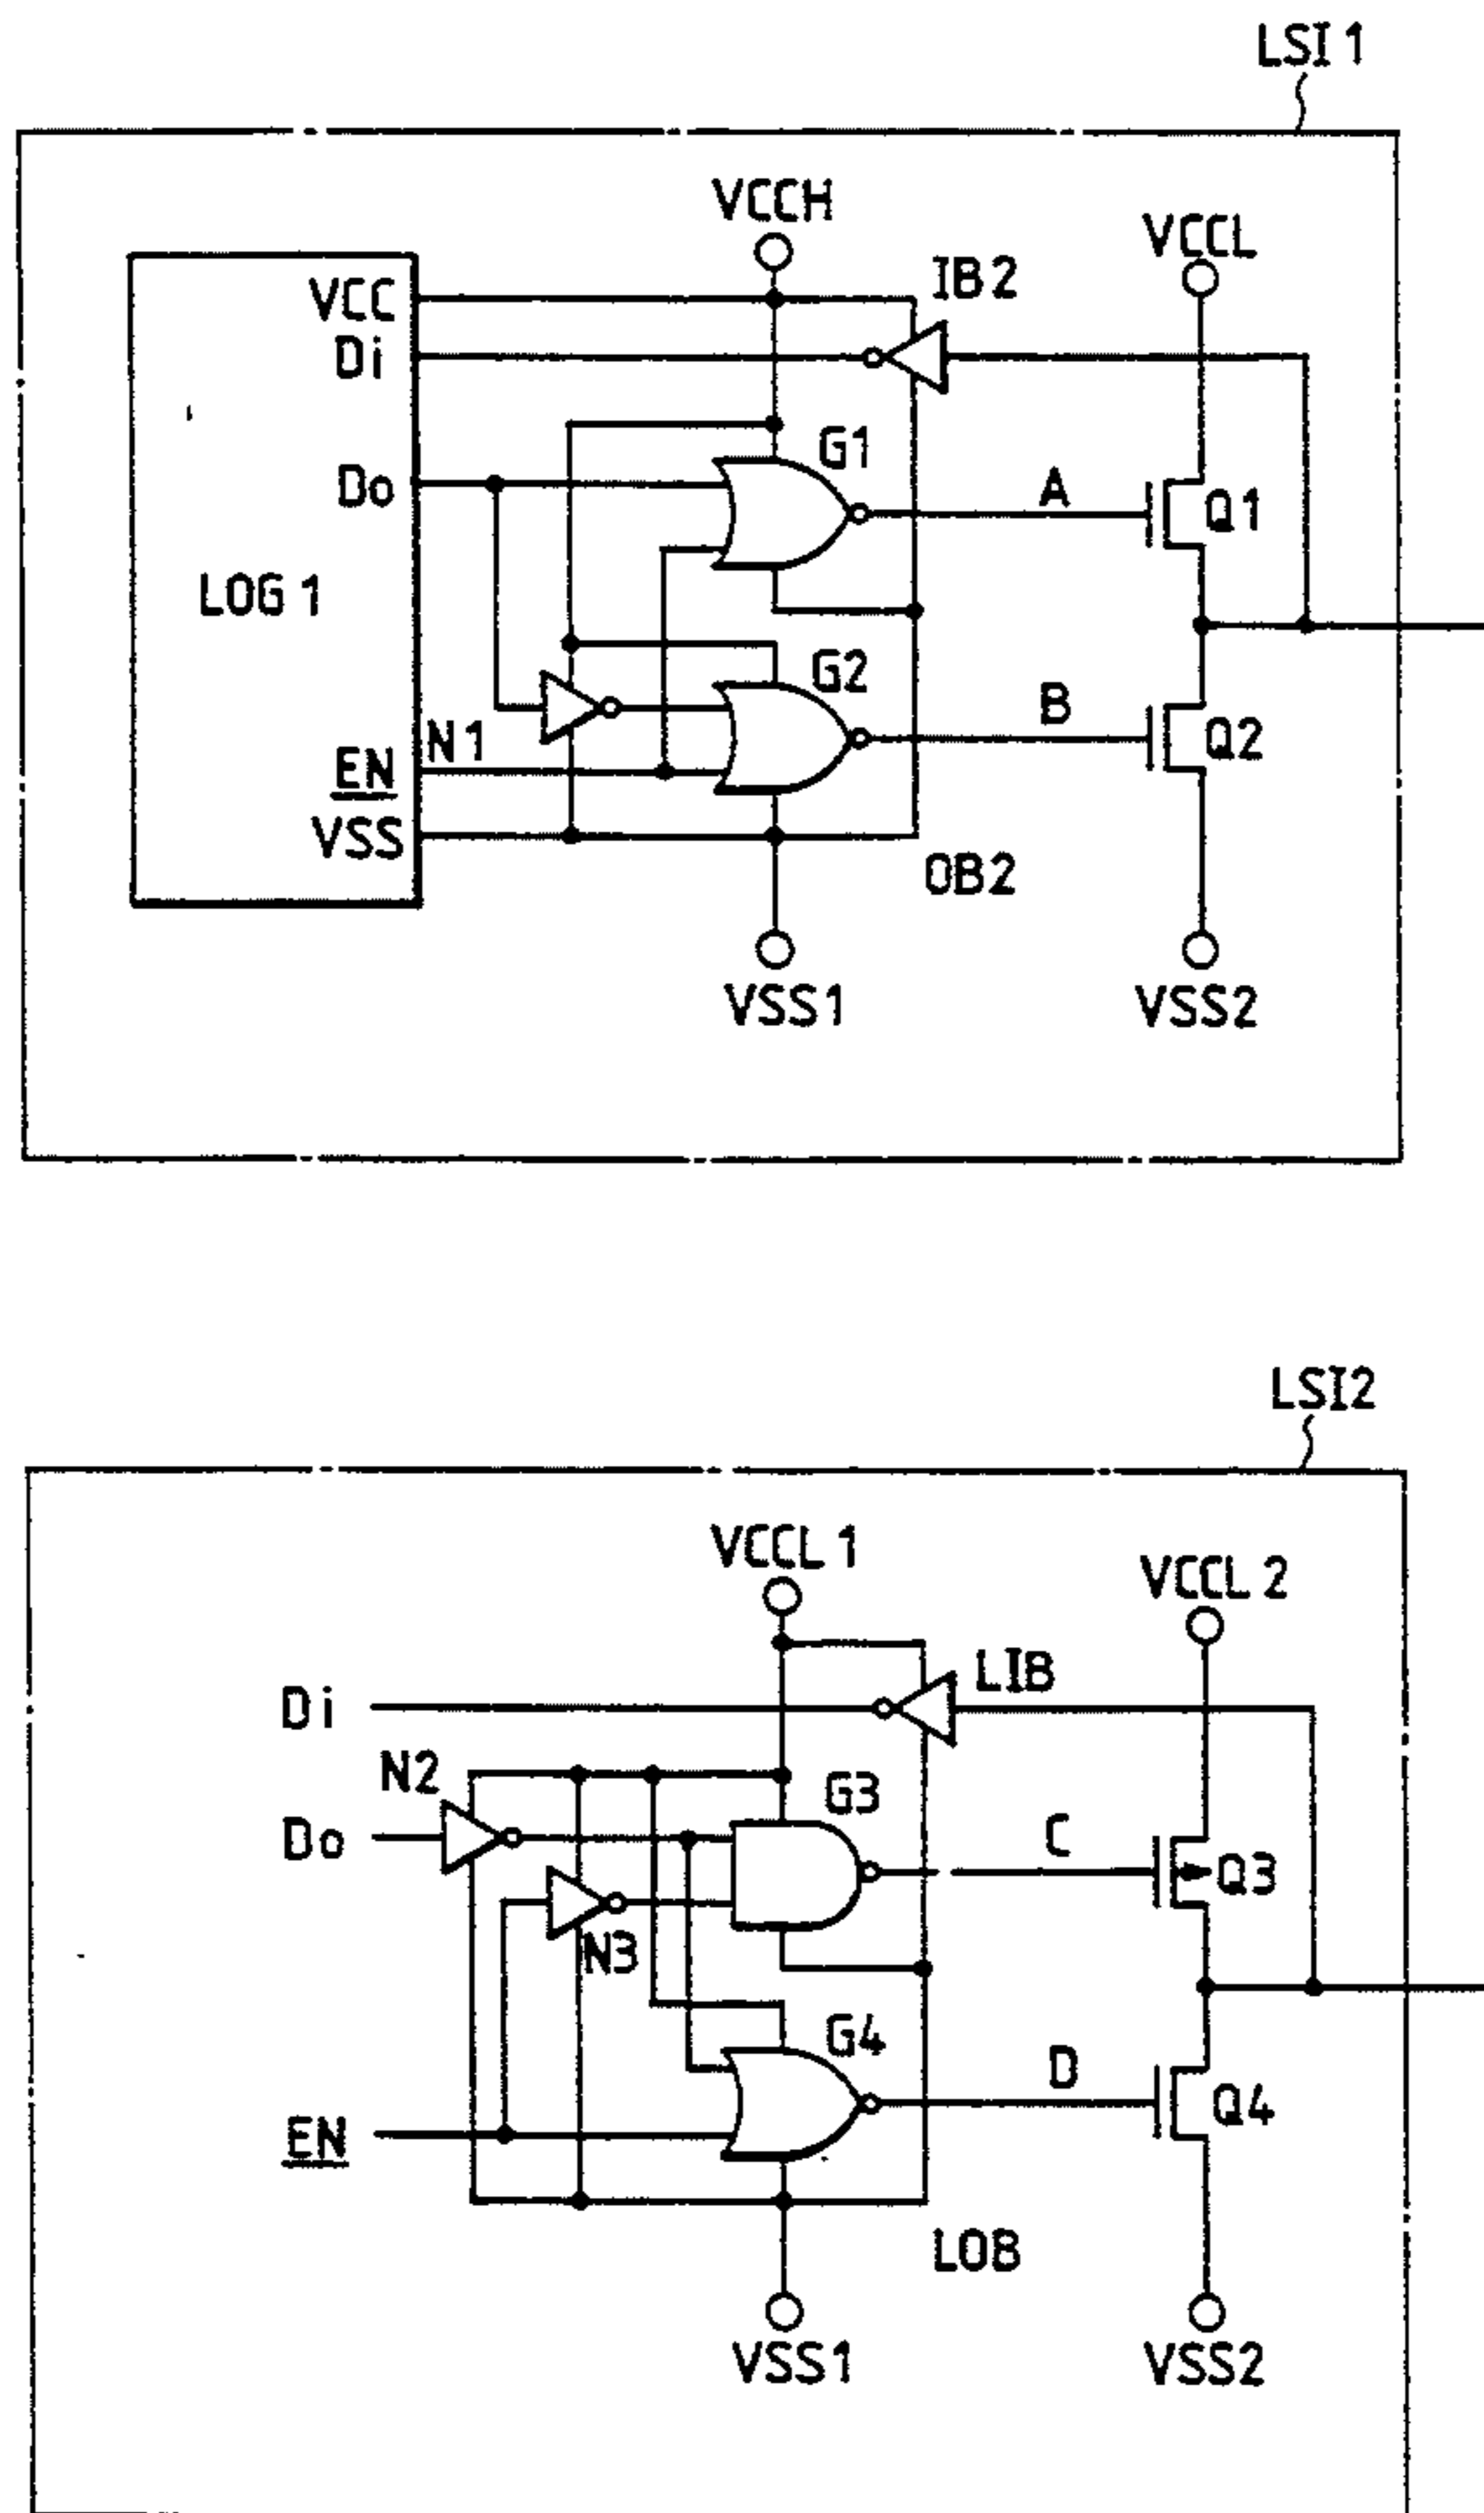 LSI 1
VCCH
VCCL
IB2
VCC
Di
G1
Do
A
Q1
LOG 1
G2
B
N1
Q2
EN
VSS
OB2
VSS1
VSS2
LSI2
VCCL 1
VCCL 2
LIB
Di
N2
G3
Do
C
Q3
N3
G4
D
Q4
EN
LOB
VSS1
VSS2